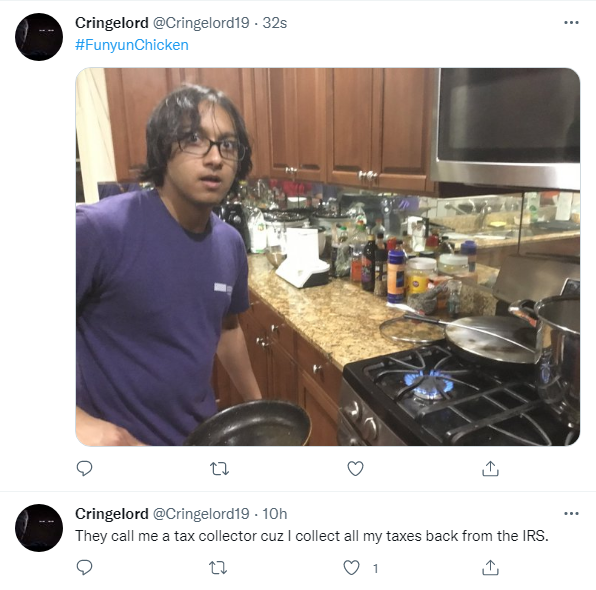 Cringelord @Cringelord19 · 32s
#FunyunChicken
Cringelord @Cringelord19 · 10h
They call me a tax collector cuz I collect all my taxes back from the IRS.
1